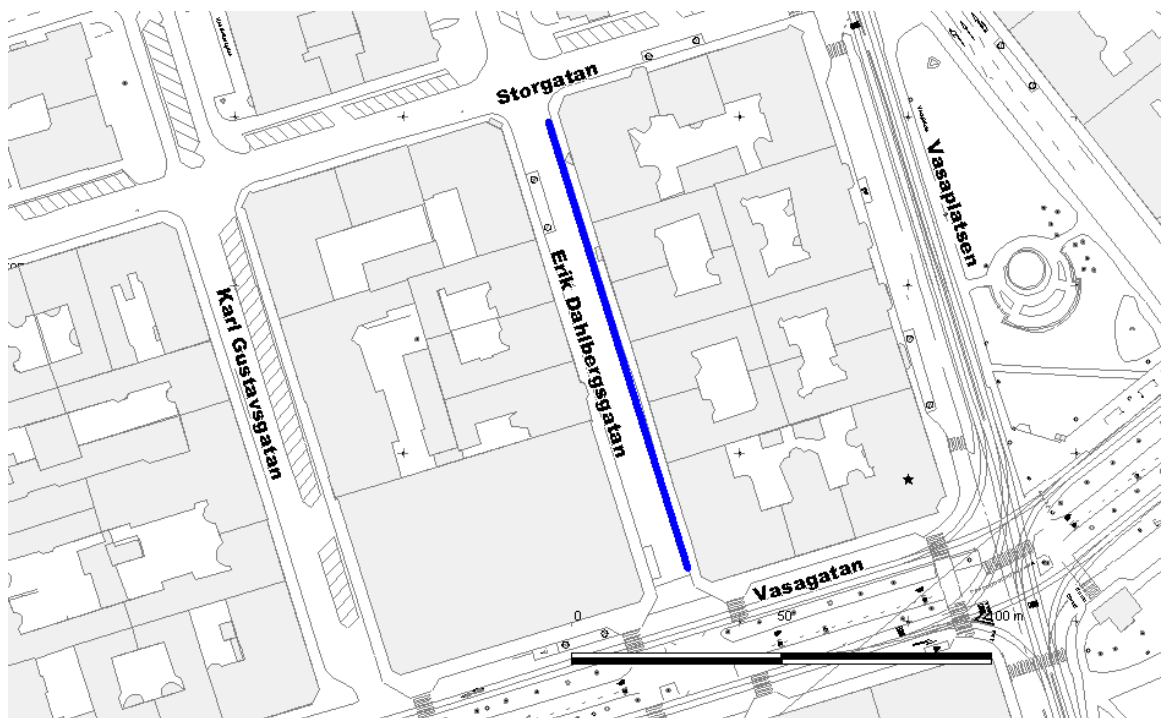 Storgatan
Vasaplatsen
Erik Dahlbergsgatan
Karl Gustavsgatan
Vasagatan
0
50
100 m